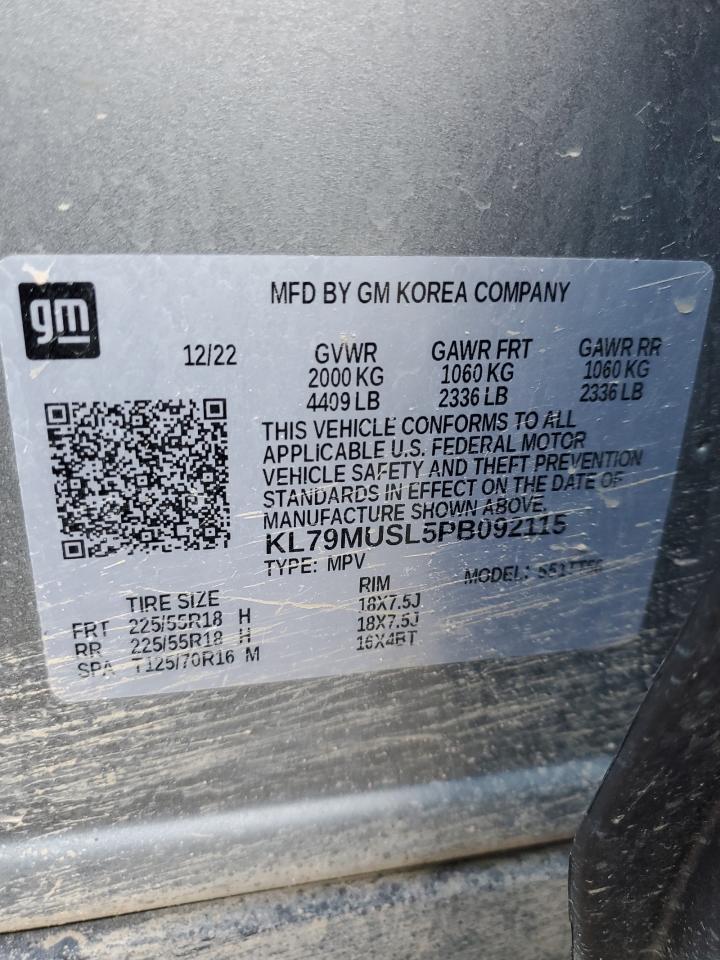 gm
MFD BY GM KOREA COMPANY
12/22
GVWR GAWR FRT GAWR RR
2000 KG 1060 KG 1060 KG
4409 LB 2336 LB 2336 LB
THIS VEHICLE CONFORMS TO ALL
APPLICABLE U.S. FEDERAL MOTOR
VEHICLE SAFETY AND THEFT PREVENTION
STANDARDS IN EFFECT ON THE DATE OF
MANUFACTURE SHOWN ABOVE.
KL79MUSL5PB092115
TYPE: MPV MODEL:
TIRE SIZE RIM
FRT 225/55R18 H 18X7.5J
RR 225/55R18 H 18X7.5J
SPA T125/70R16 M 16X4BT